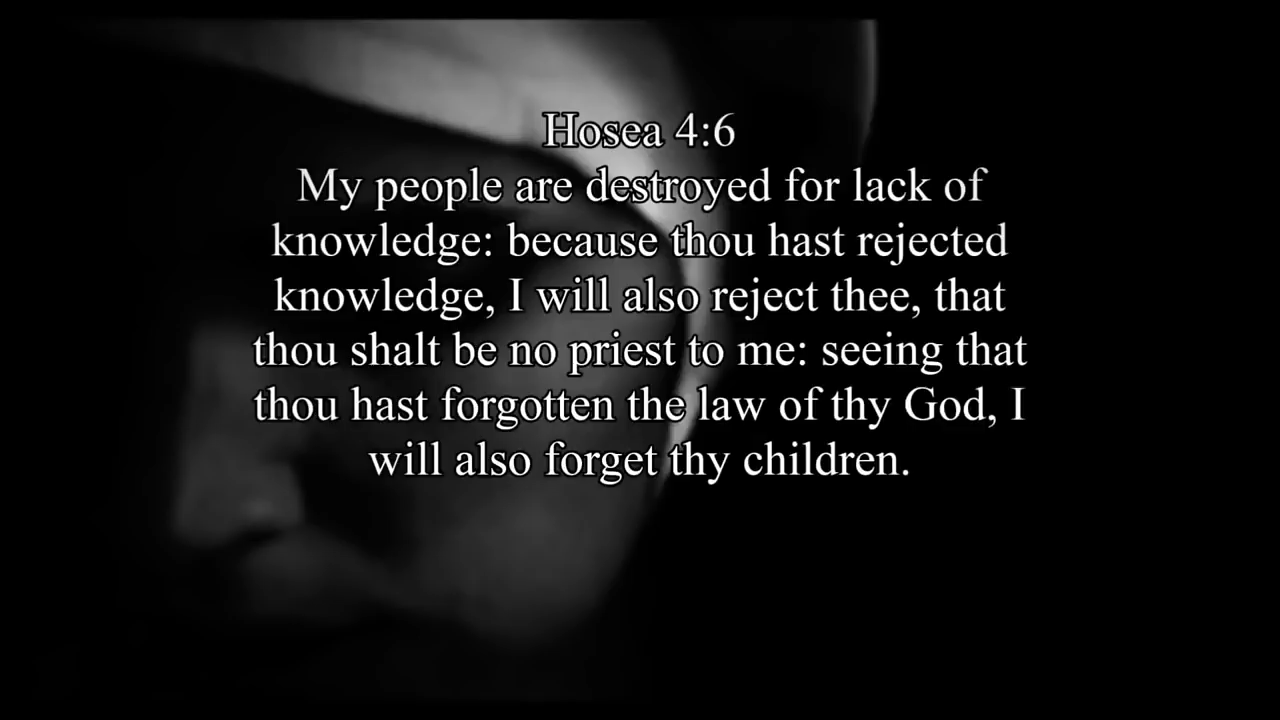 Hosea 4:6
My people are destroyed for lack of
knowledge: because thou hast rejected
knowledge, I will also reject thee, that
thou shalt be no priest to me: seeing that
thou hast forgotten the law of thy God, I
will also forget thy children.